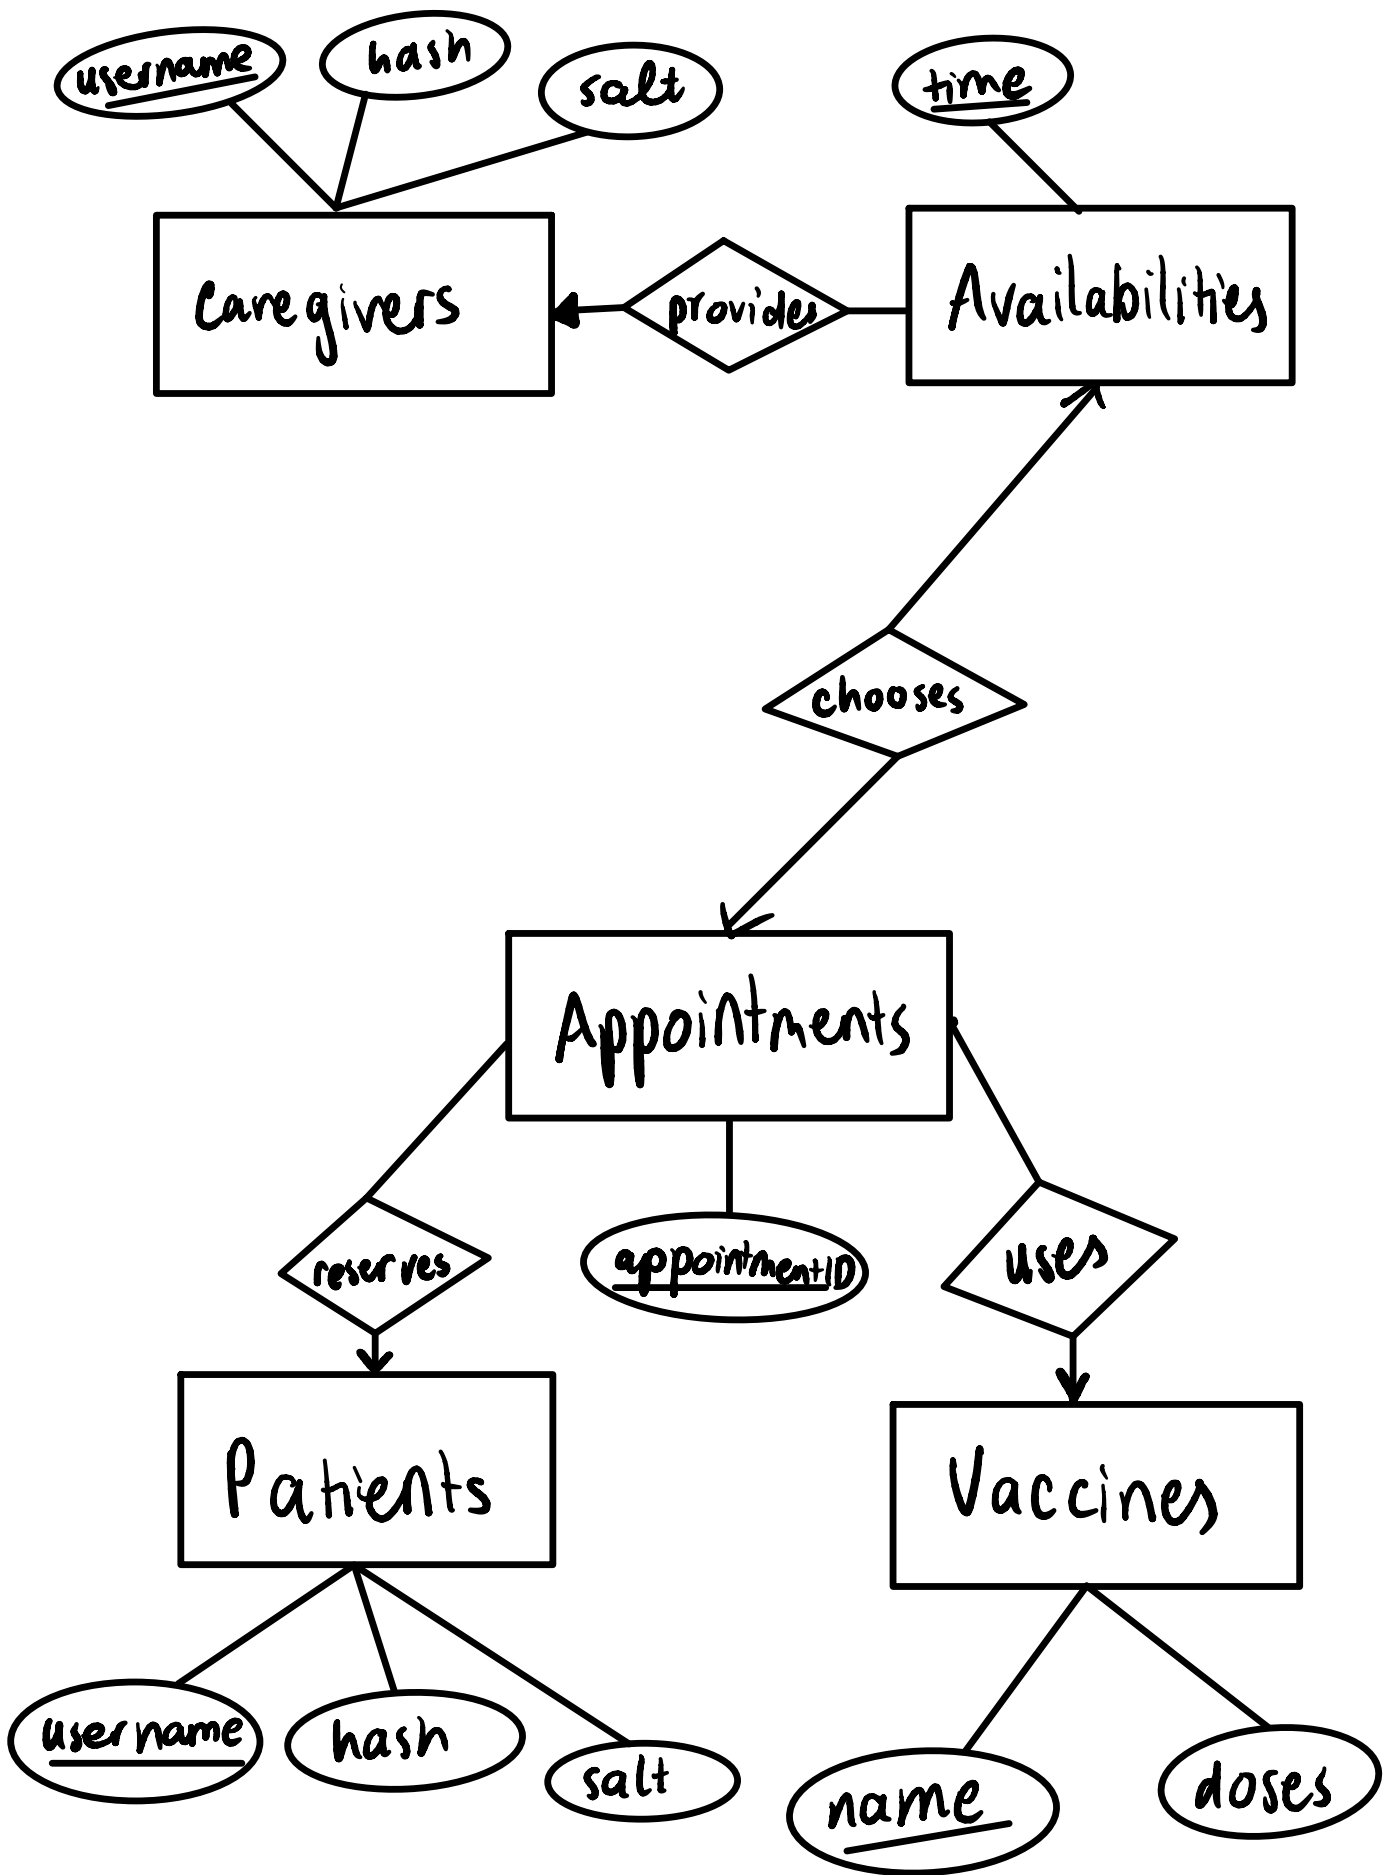 username
hash
salt
time
Caregivers
provides
Availabilities
chooses
Appointments
reserves
appointmentID
uses
Patients
Vaccines
username
hash
salt
name
doses